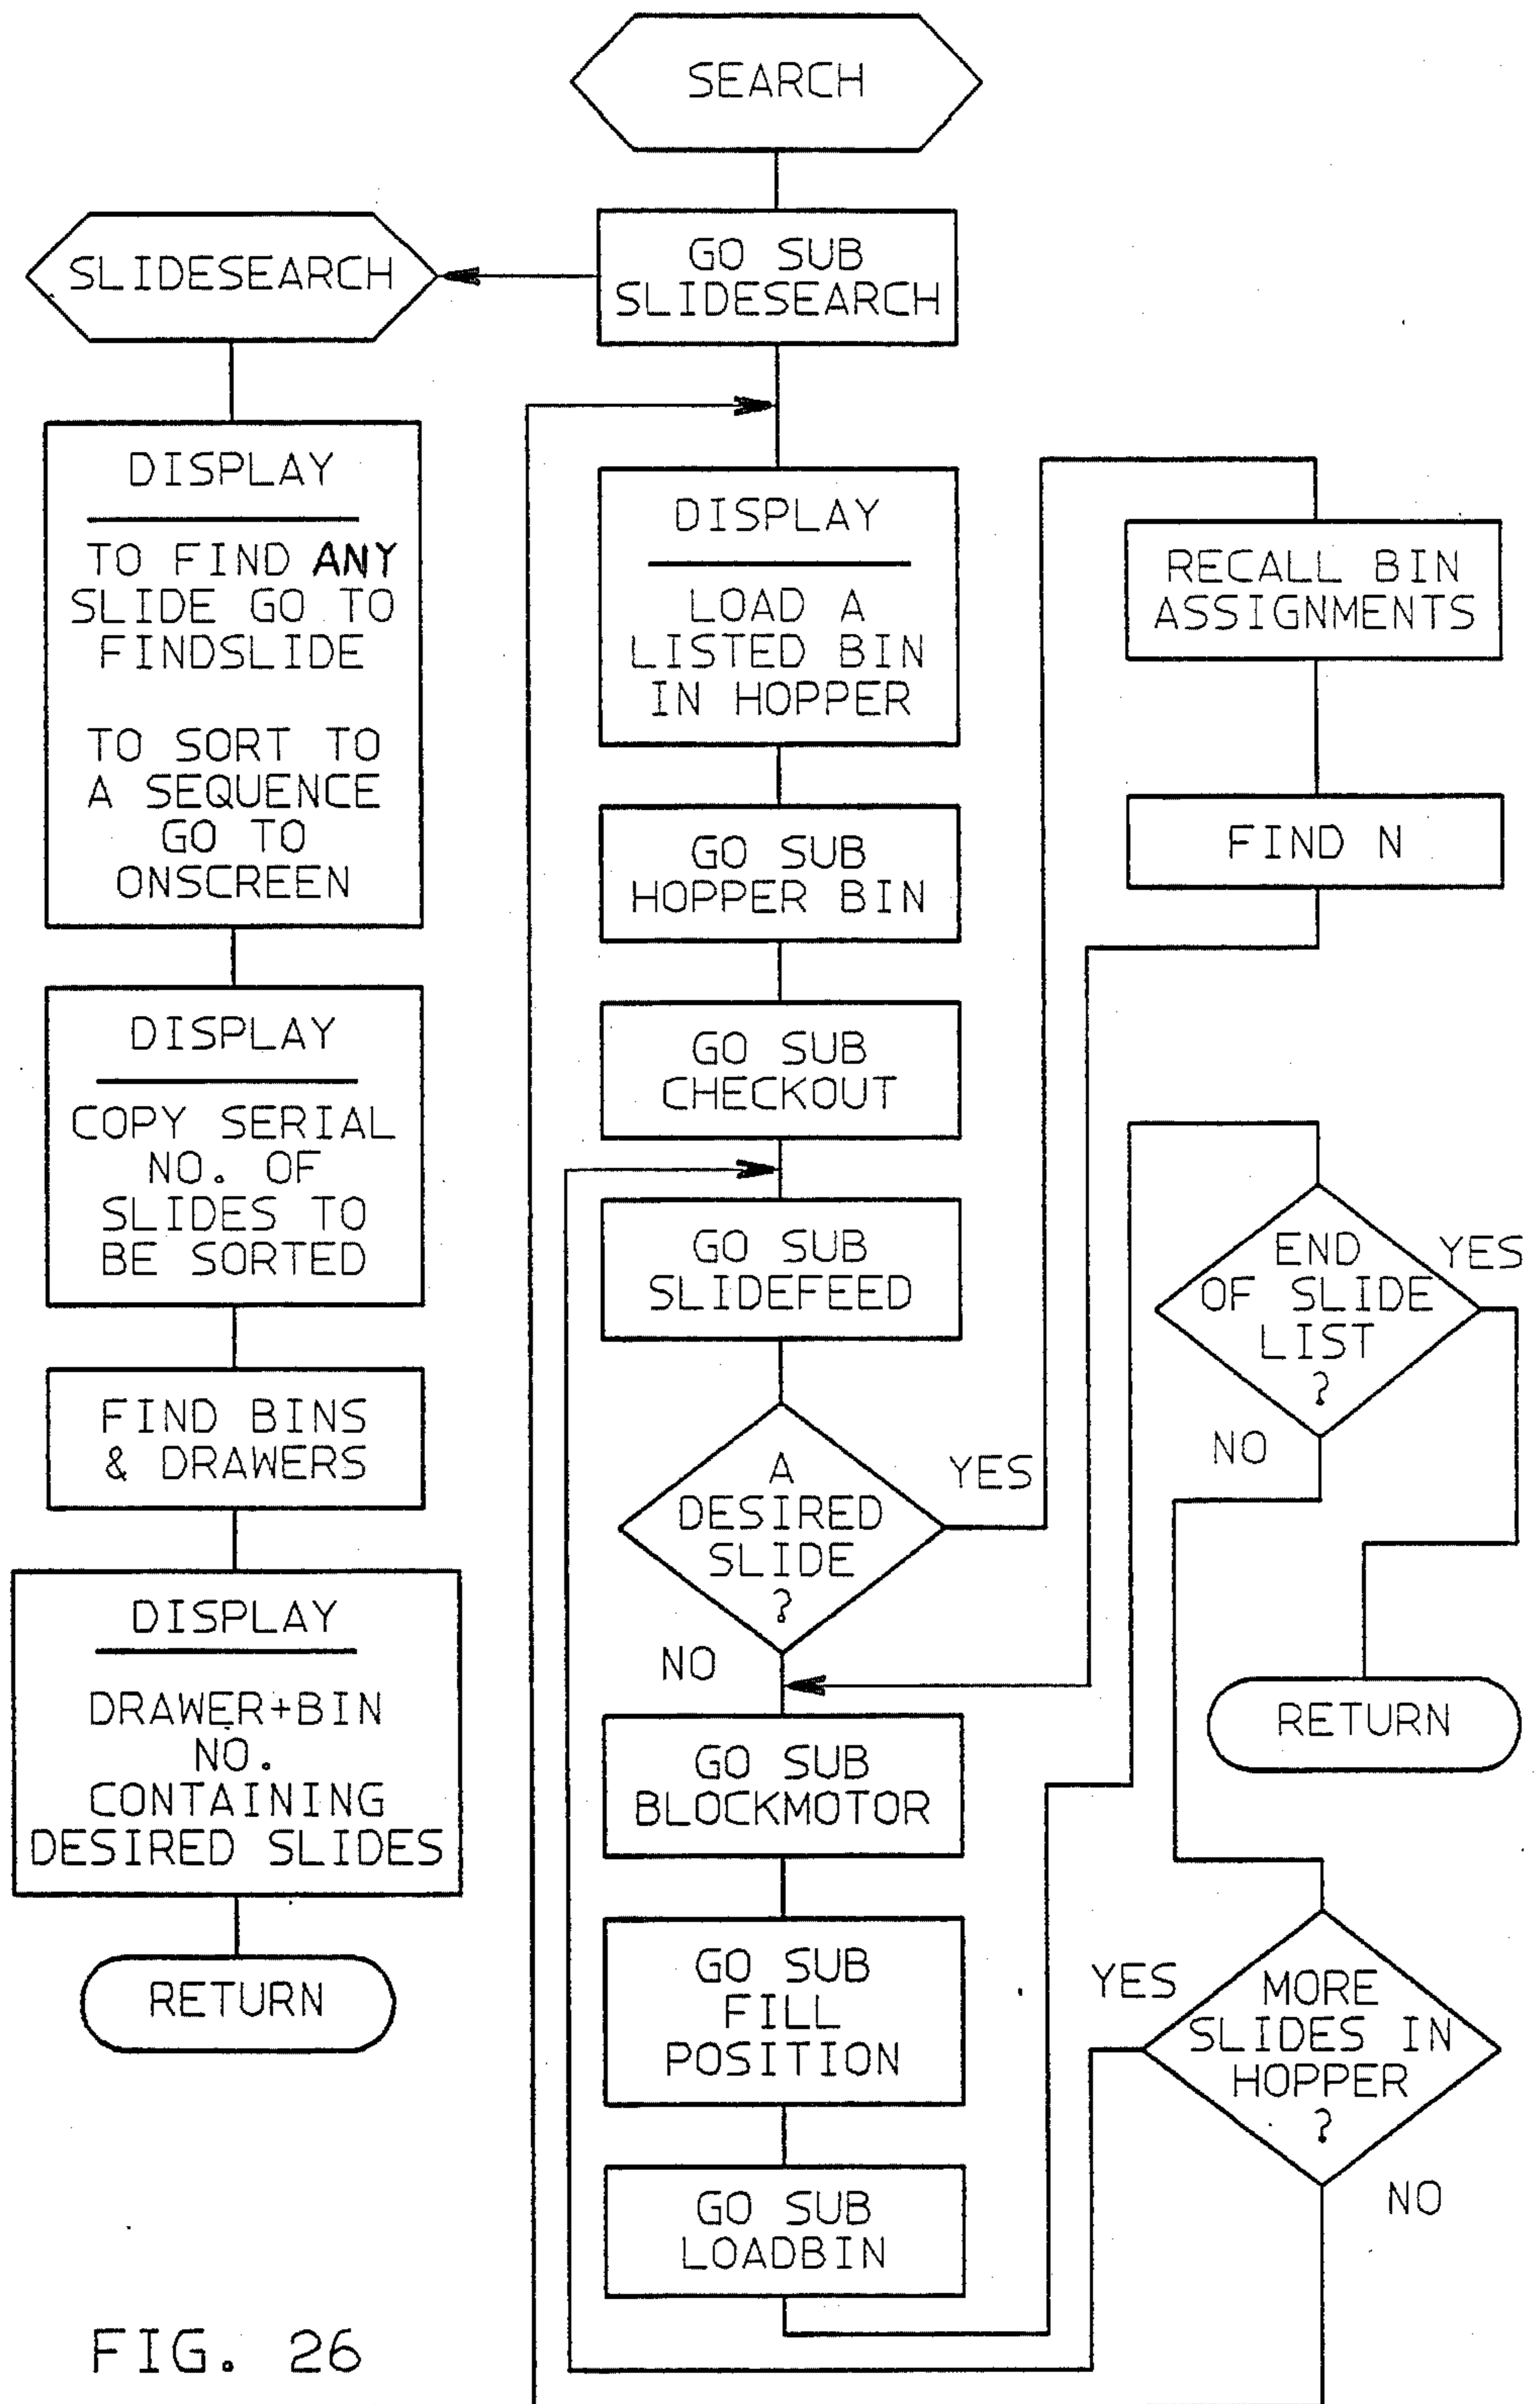 SEARCH
GO SUB
SLIDESEARCH
SLIDESEARCH
DISPLAY
TO FIND ANY
SLIDE GO TO
FINDSLIDE
TO SORT TO
A SEQUENCE
GO TO
ONSCREEN
DISPLAY
COPY SERIAL
NO. OF
SLIDES TO
BE SORTED
FIND BINS
& DRAWERS
DISPLAY
DRAWER+BIN
NO.
CONTAINING
DESIRED SLIDES
RETURN
DISPLAY
LOAD A
LISTED BIN
IN HOPPER
GO SUB
HOPPER BIN
GO SUB
CHECKOUT
GO SUB
SLIDEFEED
A
DESIRED
SLIDE
?
YES
NO
GO SUB
BLOCKMOTOR
GO SUB
FILL
POSITION
GO SUB
LOADBIN
RECALL BIN
ASSIGNMENTS
FIND N
END
OF SLIDE
LIST
?
YES
NO
RETURN
MORE
SLIDES IN
HOPPER
?
YES
NO
FIG. 26